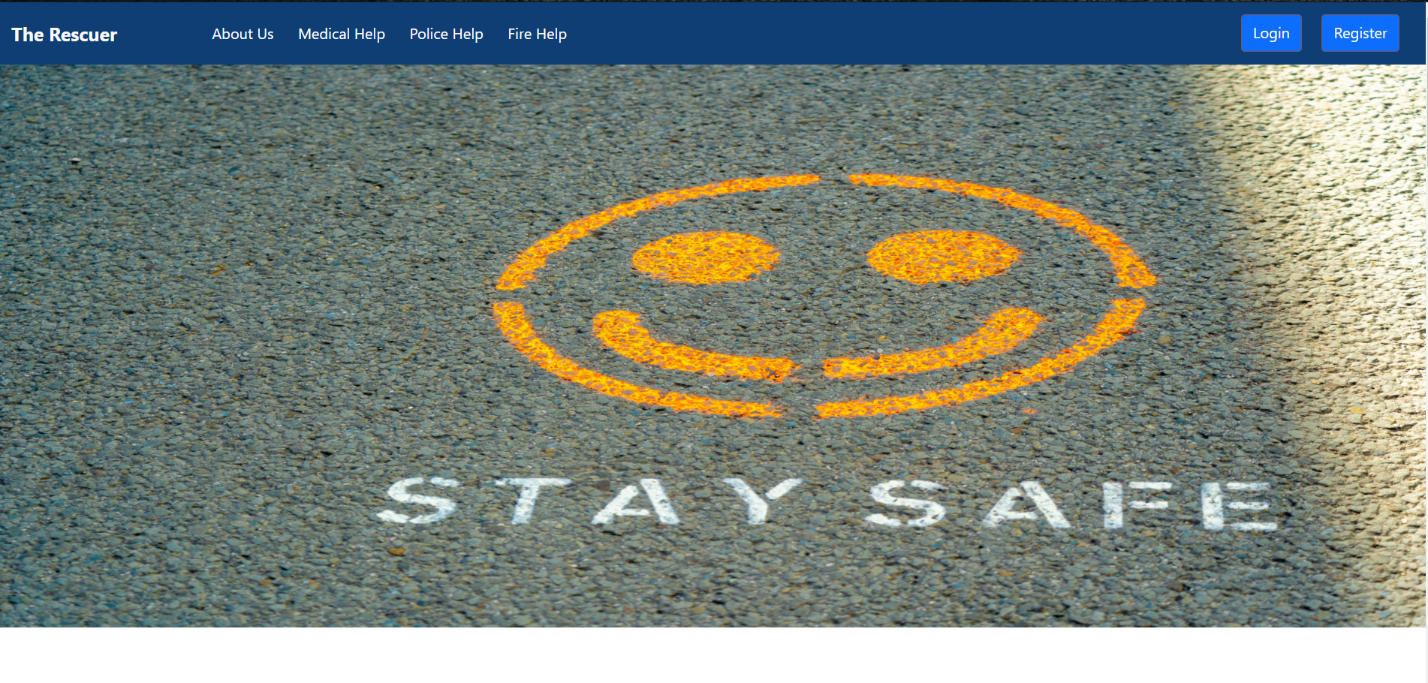 The Rescuer About Us Medical Help Police Help Fire Help Login Register
STAY SAFE